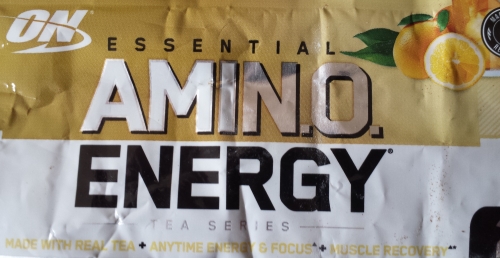 ON
ESSENTIAL
AMIN.O.
ENERGY®
TEA SERIES
MADE WITH REAL TEA + ANYTIME ENERGY & FOCUS^ + MUSCLE RECOVERY**